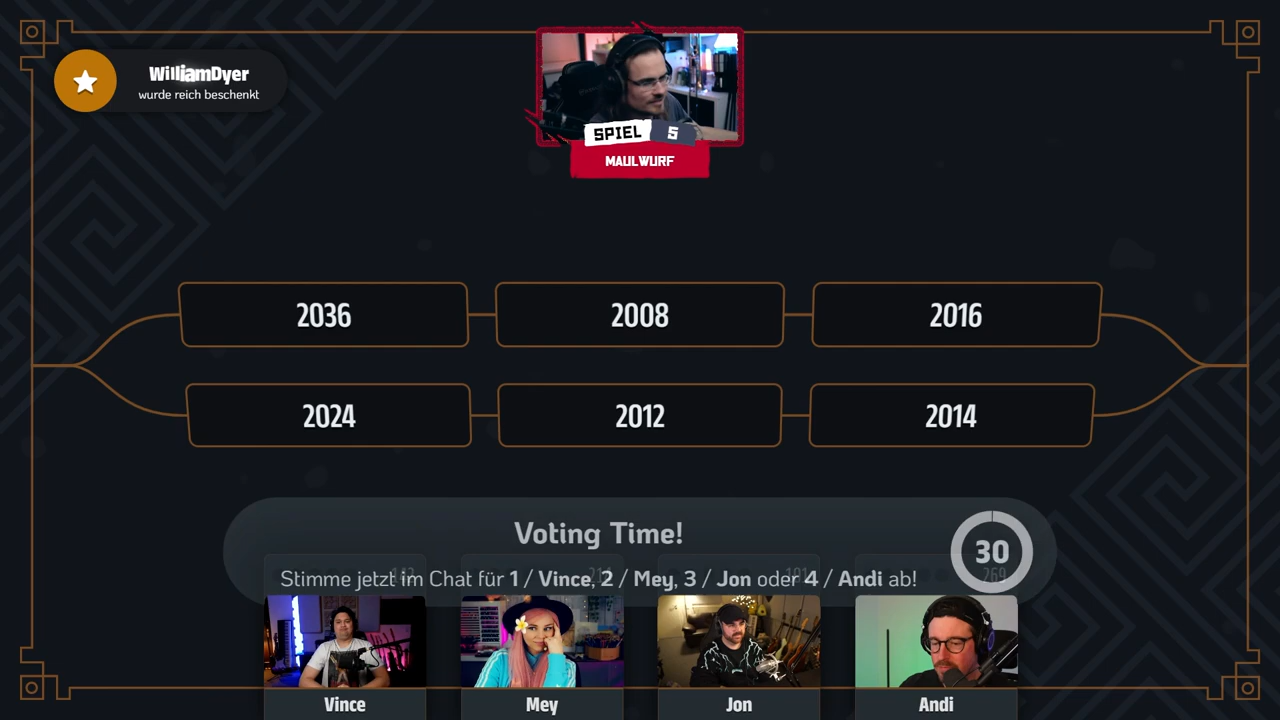 WilliamDyer
wurde reich beschenkt
SPIEL 5
MAULWURF
2036
2008
2016
2024
2012
2014
Voting Time!
30
Stimme jetzt im Chat für 1 / Vince, 2 / Mey, 3 / Jon oder 4 / Andi ab!
269
Vince
Mey
Jon
Andi